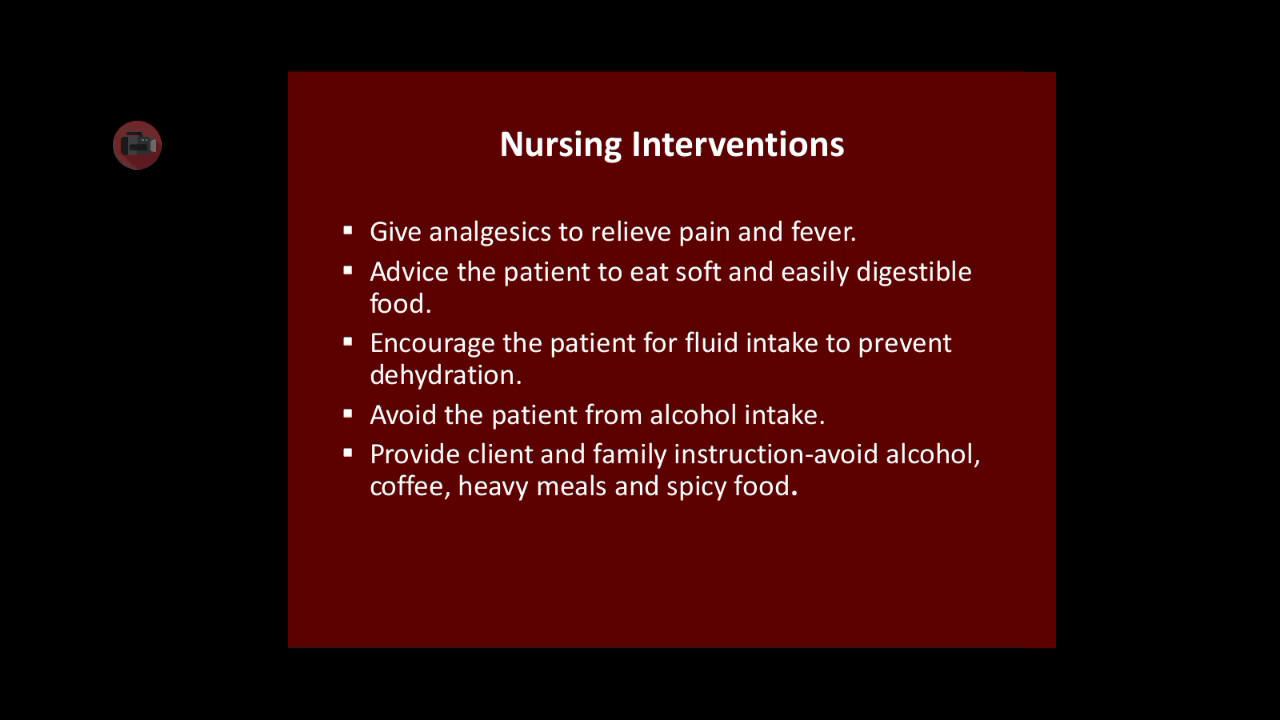 Nursing Interventions
▪ Give analgesics to relieve pain and fever.
▪ Advice the patient to eat soft and easily digestible
food.
▪ Encourage the patient for fluid intake to prevent
dehydration.
▪ Avoid the patient from alcohol intake.
▪ Provide client and family instruction-avoid alcohol,
coffee, heavy meals and spicy food.